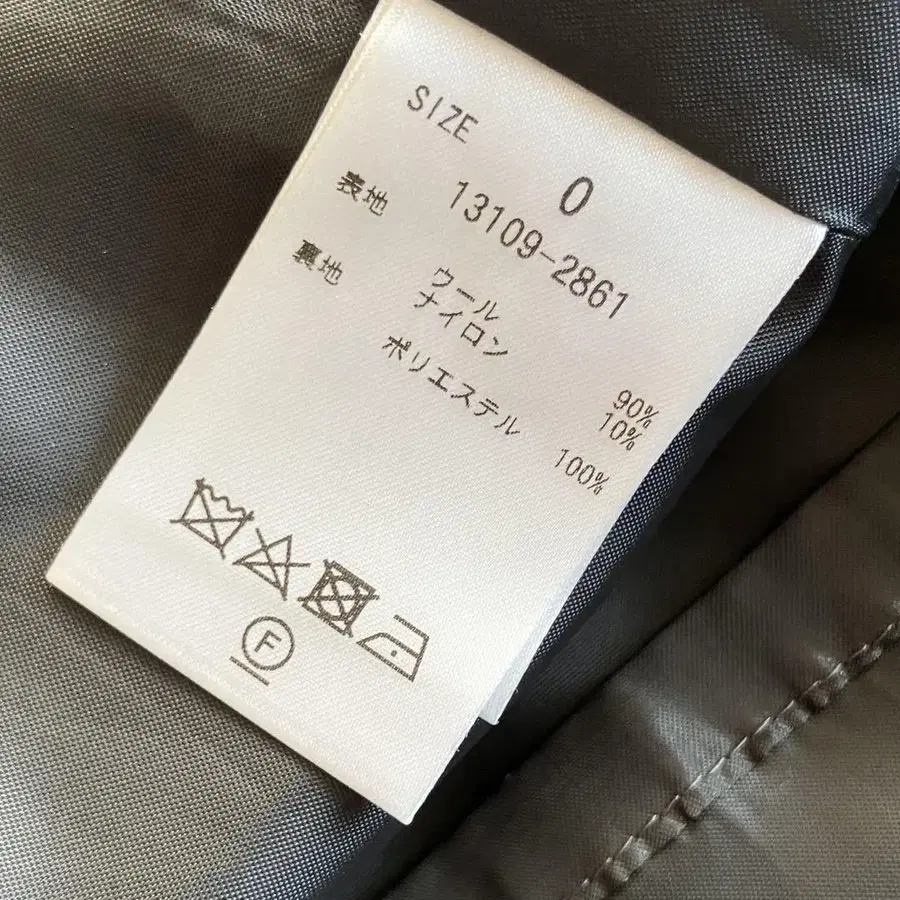 SIZE 0
13109-2861
表地 ウール 90%
ナイロン 10%
裏地 ポリエステル 100%
F